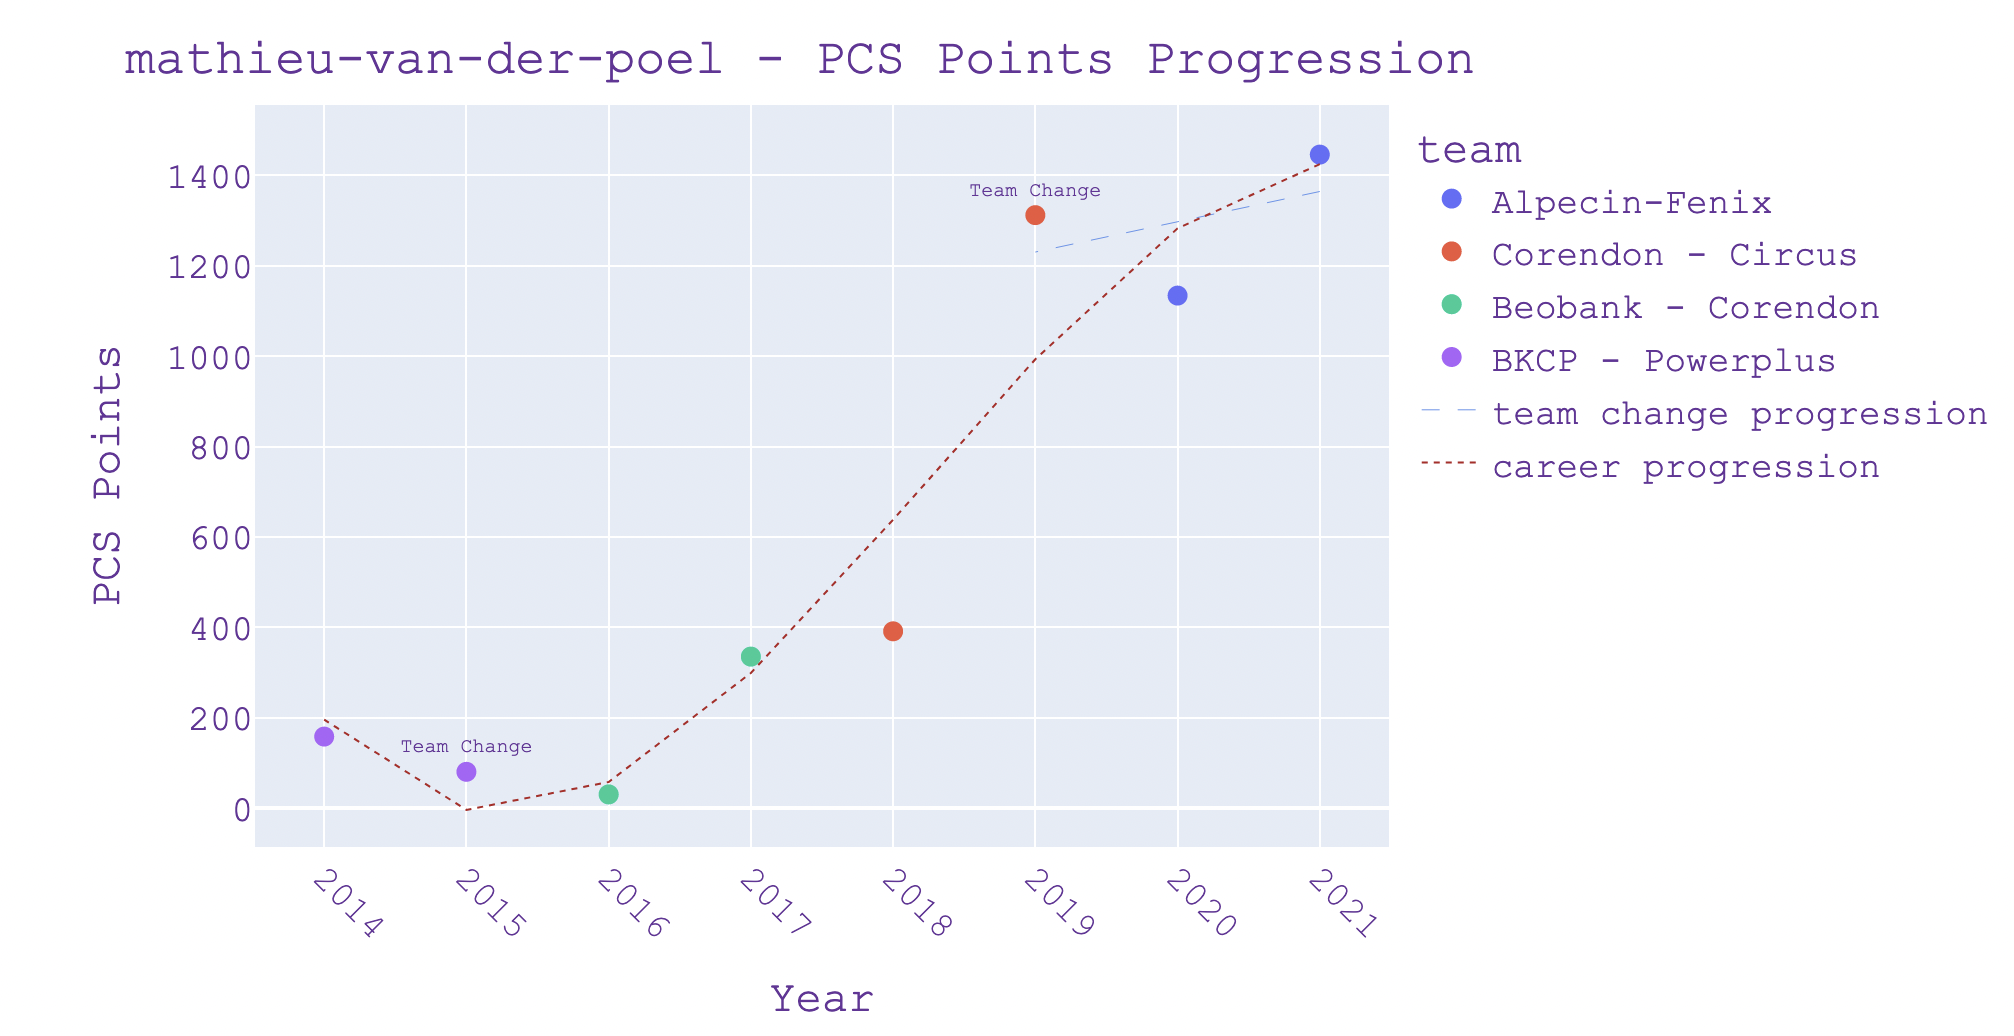 mathieu-van-der-poel - PCS Points Progression
PCS Points
1400
1200
1000
800
600
400
200
0
Team Change
Team Change
2014
2015
2016
2017
2018
2019
2020
2021
Year
team
Alpecin-Fenix
Corendon - Circus
Beobank - Corendon
BKCP - Powerplus
team change progression
career progression